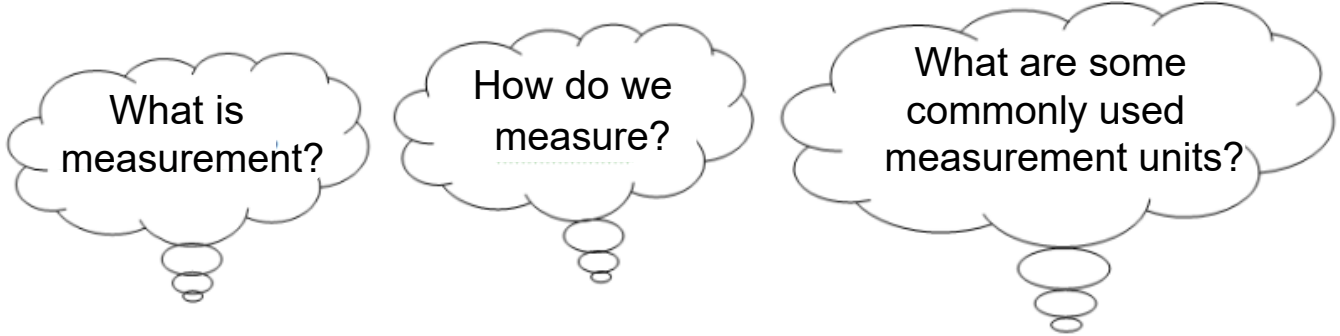 What is
measurement?
How do we
measure?
What are some
commonly used
measurement units?